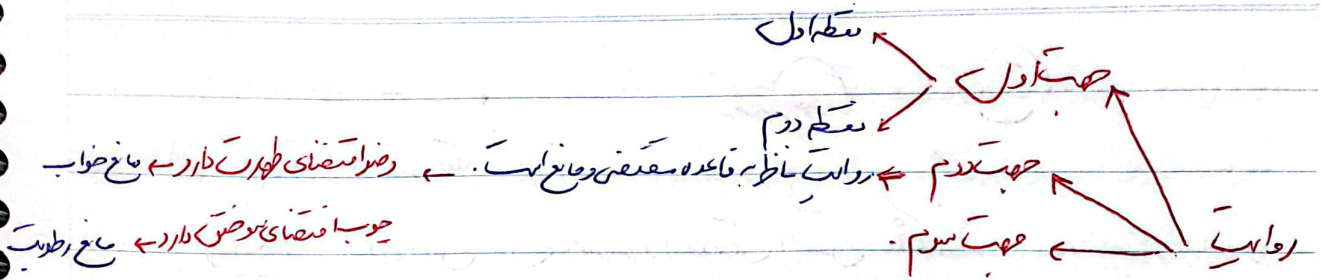 نقطه اول
جهت اول
نقطه دوم
جهت دوم ← روایت ناظر به قاعده مقتضی و مانع است. ← وضو اقتضای طهارت دارد ← مانع خواب
چوب اقتضای سوختن دارد ← مانع رطوبت
روایت ← جهت سوم.